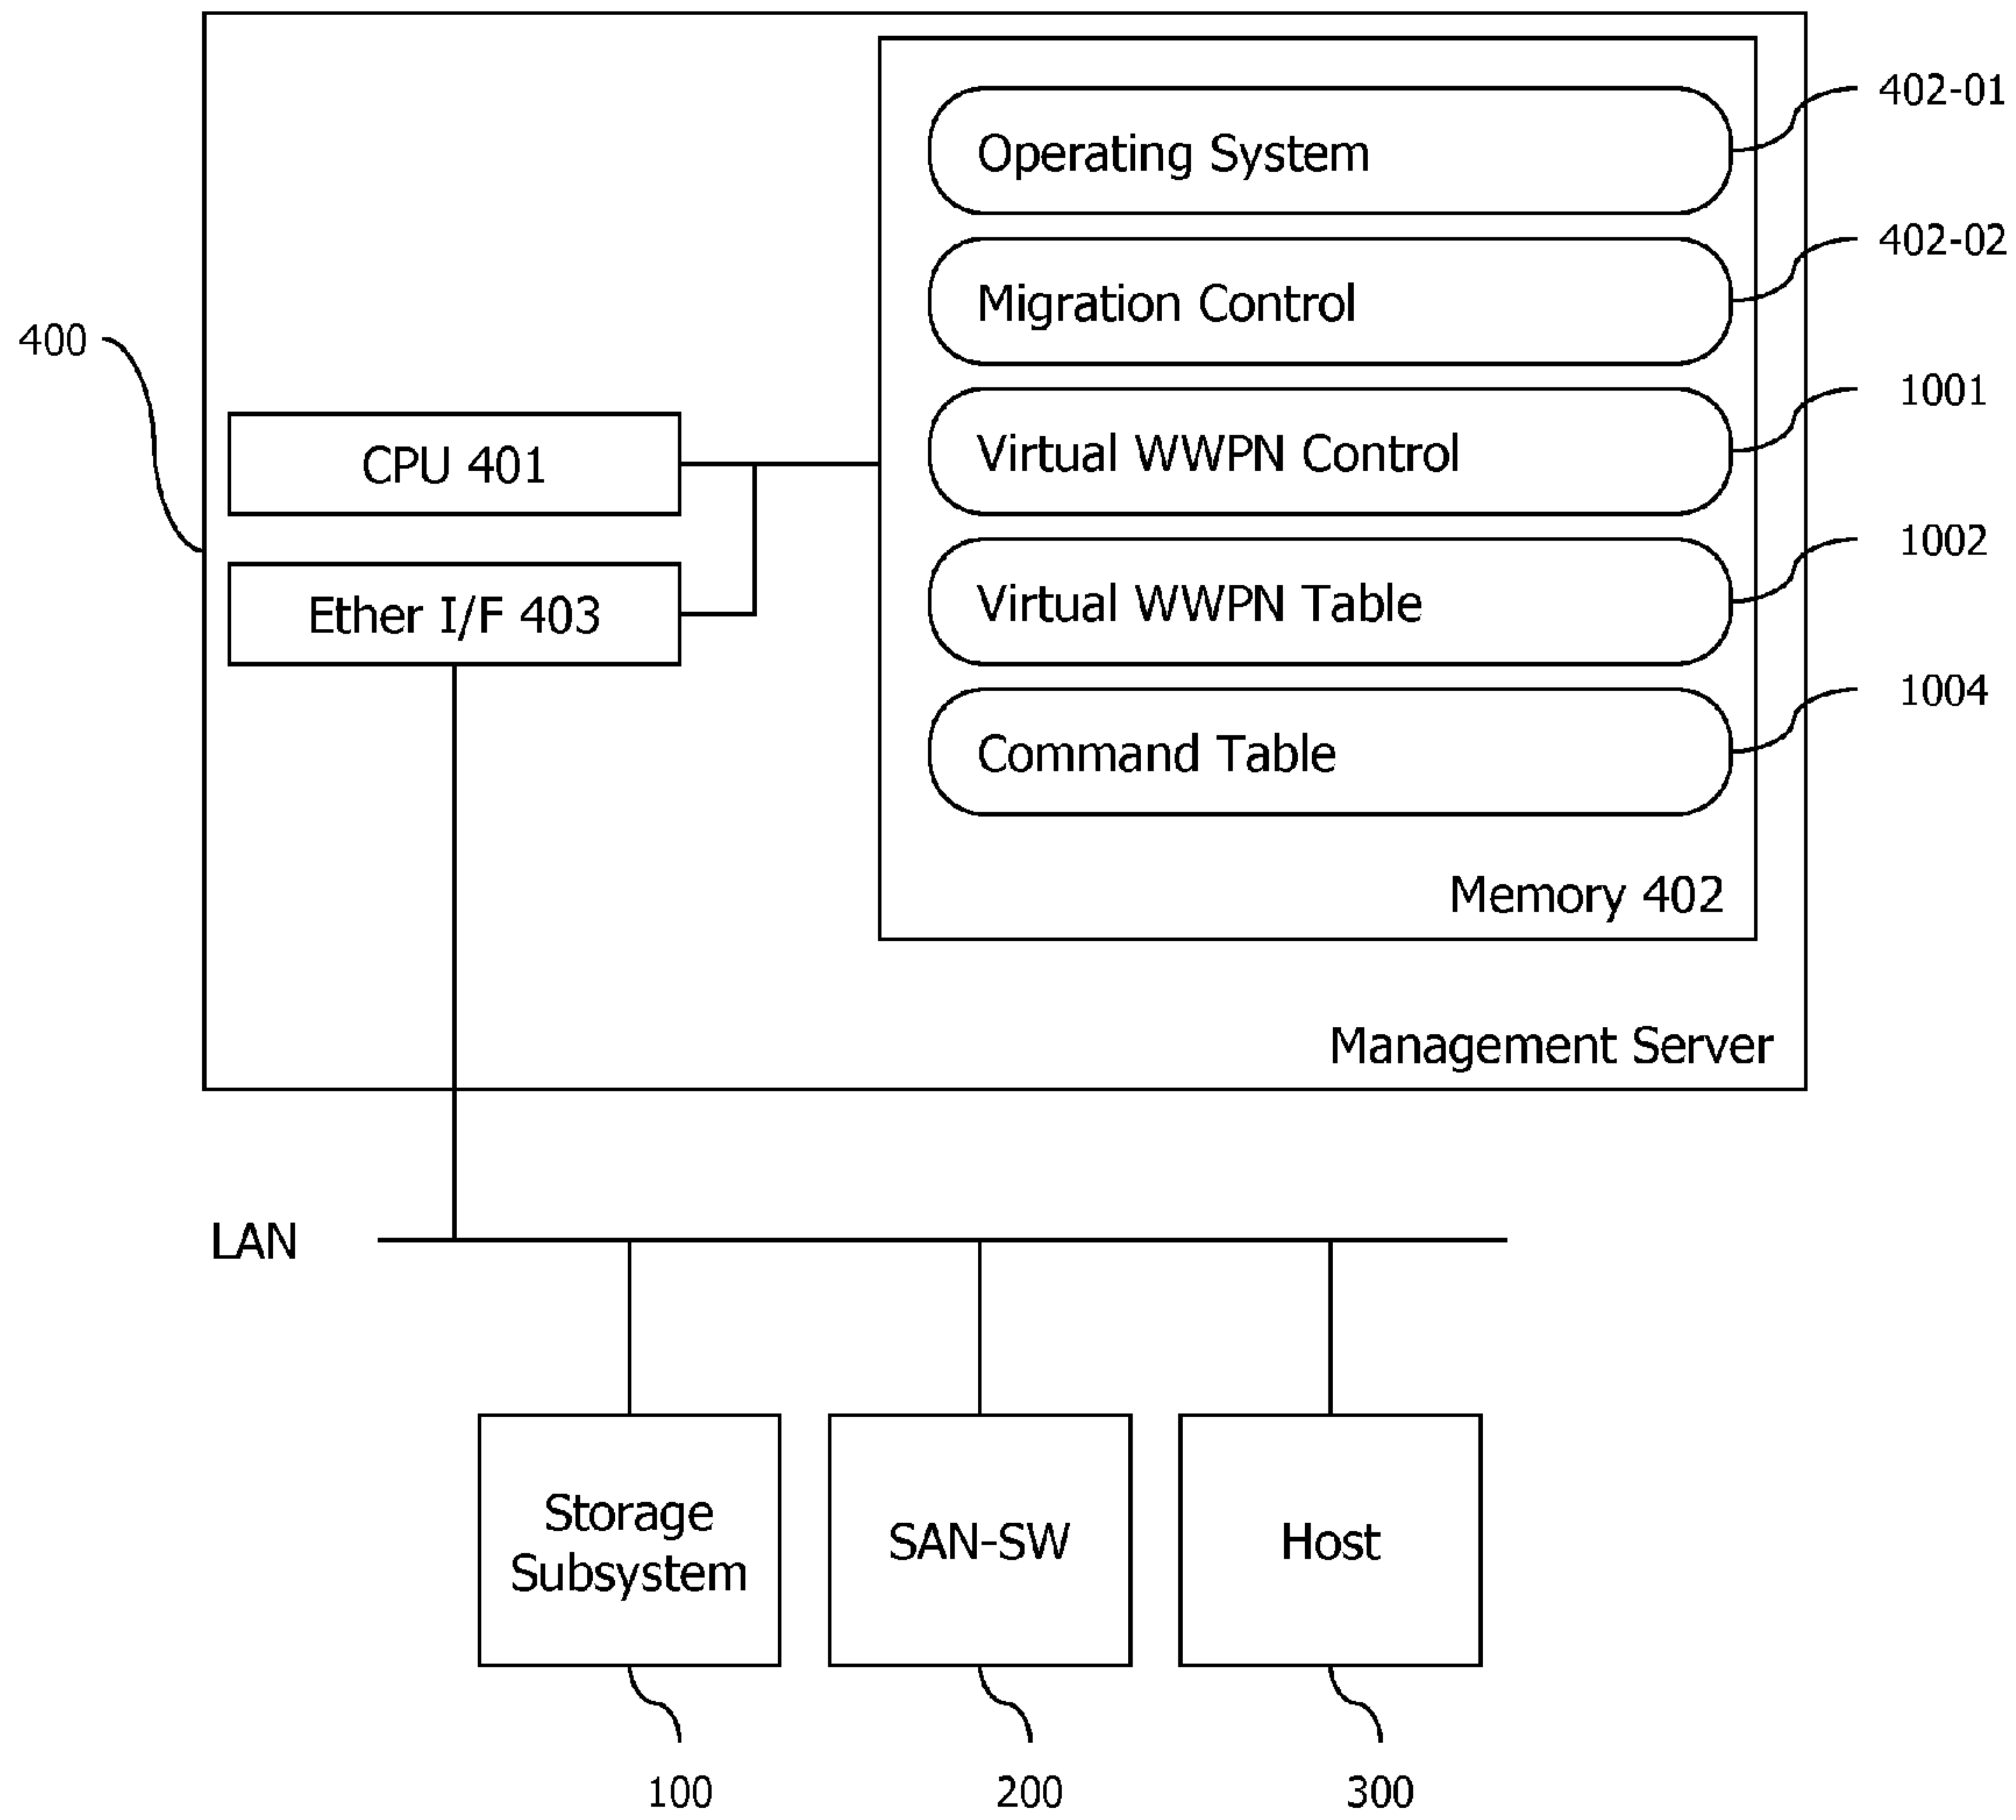 Operating System
402-01
Migration Control
402-02
400
Virtual WWPN Control
1001
CPU 401
Virtual WWPN Table
1002
Ether I/F 403
Command Table
1004
Memory 402
Management Server
LAN
Storage
Subsystem
SAN-SW
Host
100
200
300